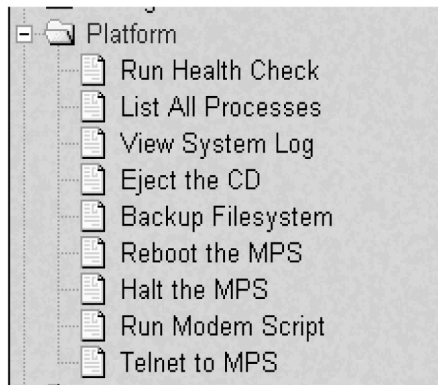 Platform
Run Health Check
List All Processes
View System Log
Eject the CD
Backup Filesystem
Reboot the MPS
Halt the MPS
Run Modem Script
Telnet to MPS